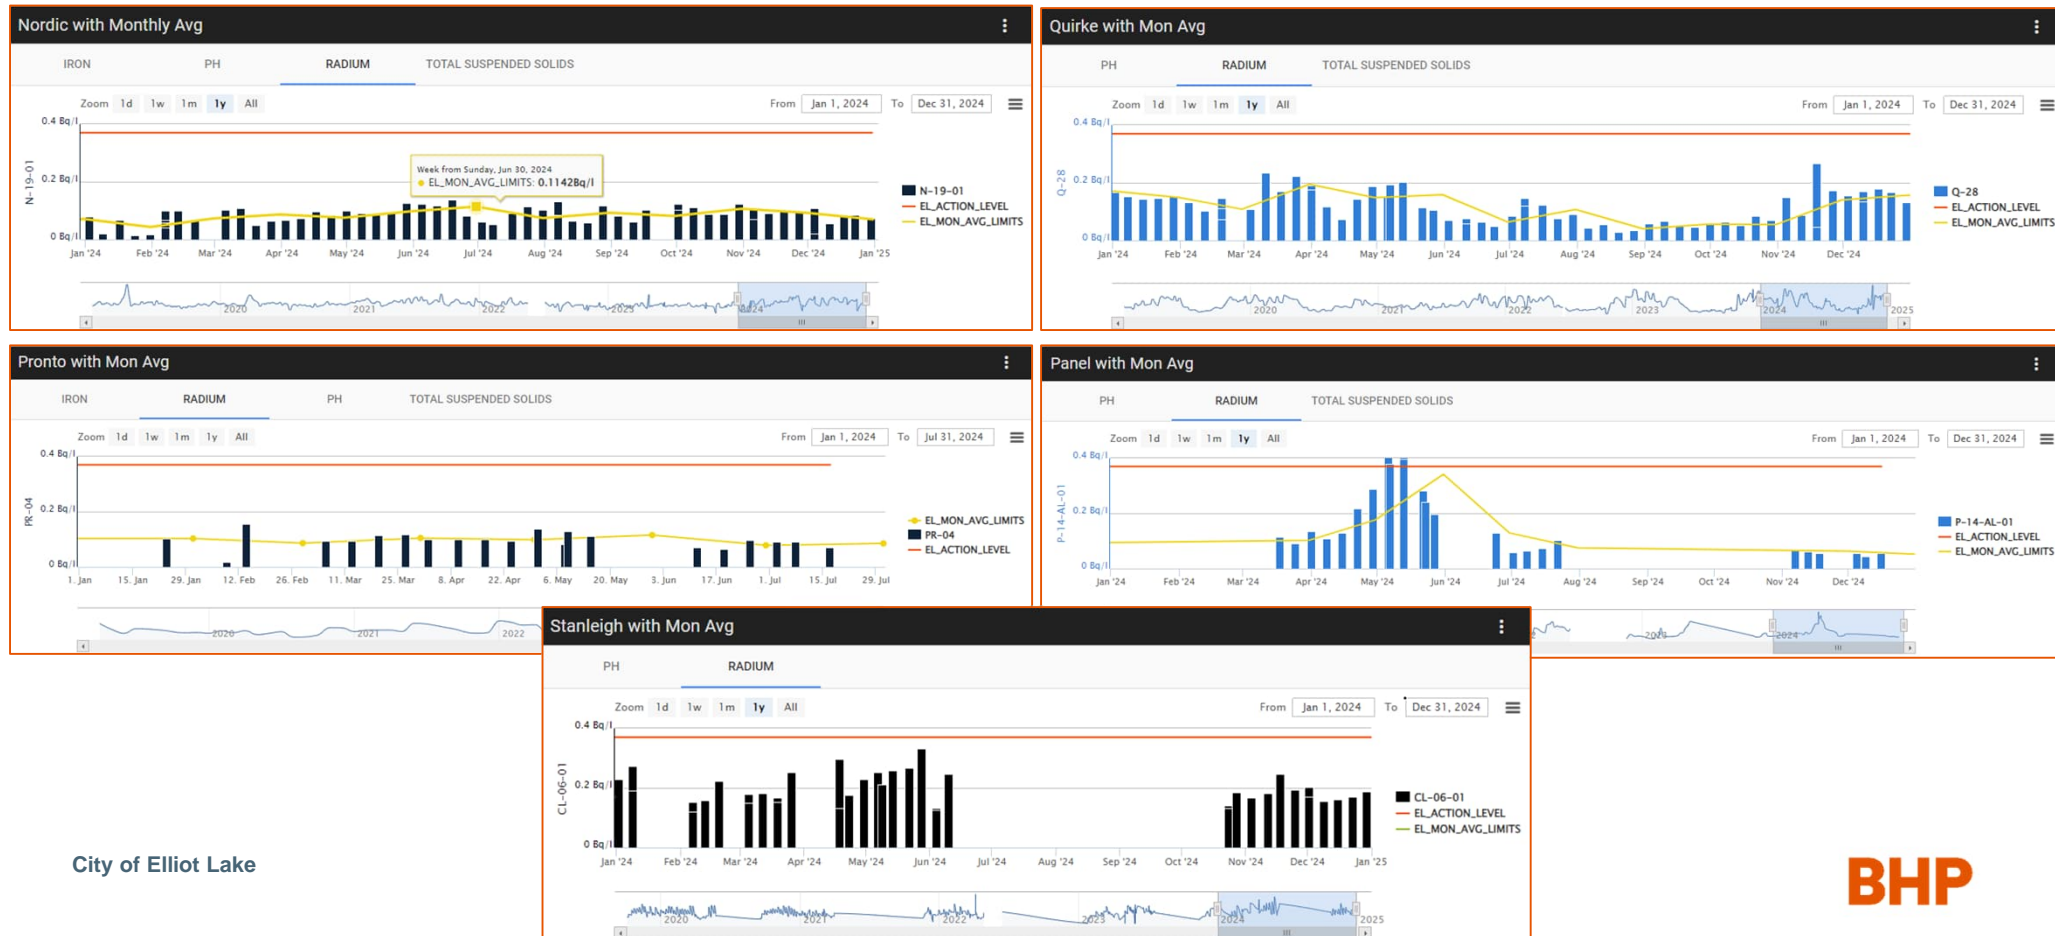 Nordic with Monthly Avg
IRON PH RADIUM TOTAL SUSPENDED SOLIDS
Zoom 1d 1w 1m 1y All From Jan 1, 2024 To Dec 31, 2024
0.4 Bq/l
0.2 Bq/l
0 Bq/l
N-19-01
Week from Sunday, Jun 30, 2024
EL_MON_AVG_LIMITS: 0.1142Bq/l
N-19-01
EL_ACTION_LEVEL
EL_MON_AVG_LIMITS
Jan '24 Feb '24 Mar '24 Apr '24 May '24 Jun '24 Jul '24 Aug '24 Sep '24 Oct '24 Nov '24 Dec '24 Jan '25
2020 2021 2022 2023 2024
Quirke with Mon Avg
PH RADIUM TOTAL SUSPENDED SOLIDS
Zoom 1d 1w 1m 1y All From Jan 1, 2024 To Dec 31, 2024
0.4 Bq/l
0.2 Bq/l
0 Bq/l
Q-28
Q-28
EL_ACTION_LEVEL
EL_MON_AVG_LIMITS
Jan '24 Feb '24 Mar '24 Apr '24 May '24 Jun '24 Jul '24 Aug '24 Sep '24 Oct '24 Nov '24 Dec '24
2020 2021 2022 2023 2024 2025
Pronto with Mon Avg
IRON RADIUM PH TOTAL SUSPENDED SOLIDS
Zoom 1d 1w 1m 1y All From Jan 1, 2024 To Jul 31, 2024
0.4 Bq/l
0.2 Bq/l
0 Bq/l
PR-04
EL_MON_AVG_LIMITS
PR-04
EL_ACTION_LEVEL
1. Jan 15. Jan 29. Jan 12. Feb 26. Feb 11. Mar 25. Mar 8. Apr 22. Apr 6. May 20. May 3. Jun 17. Jun 1. Jul 15. Jul 29. Jul
2020 2021 2022
Panel with Mon Avg
PH RADIUM TOTAL SUSPENDED SOLIDS
Zoom 1d 1w 1m 1y All From Jan 1, 2024 To Dec 31, 2024
0.4 Bq/l
0.2 Bq/l
0 Bq/l
P-14-AL-01
P-14-AL-01
EL_ACTION_LEVEL
EL_MON_AVG_LIMITS
Jan '24 Feb '24 Mar '24 Apr '24 May '24 Jun '24 Jul '24 Aug '24 Sep '24 Oct '24 Nov '24 Dec '24
2023 2024
Stanleigh with Mon Avg
PH RADIUM
Zoom 1d 1w 1m 1y All From Jan 1, 2024 To Dec 31, 2024
0.4 Bq/l
0.2 Bq/l
0 Bq/l
CL-06-01
CL-06-01
EL_ACTION_LEVEL
EL_MON_AVG_LIMITS
Jan '24 Feb '24 Mar '24 Apr '24 May '24 Jun '24 Jul '24 Aug '24 Sep '24 Oct '24 Nov '24 Dec '24 Jan '25
2020 2021 2022 2023 2024 2025
City of Elliot Lake
BHP